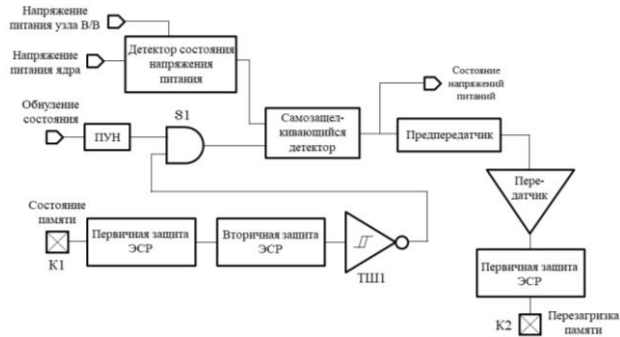 Напряжение
питания узла В/В
Напряжение
питания ядра
Детектор состояния
напряжения
питания
Состояние
напряжений
питаний
Обнуление
состояния
ПУН
S1
Самозащел-
кивающийся
детектор
Предпередатчик
Пере-
датчик
Состояние
памяти
К1
Первичная защита
ЭСР
Вторичная защита
ЭСР
ТШ1
Первичная защита
ЭСР
К2
Перезагризка
памяти